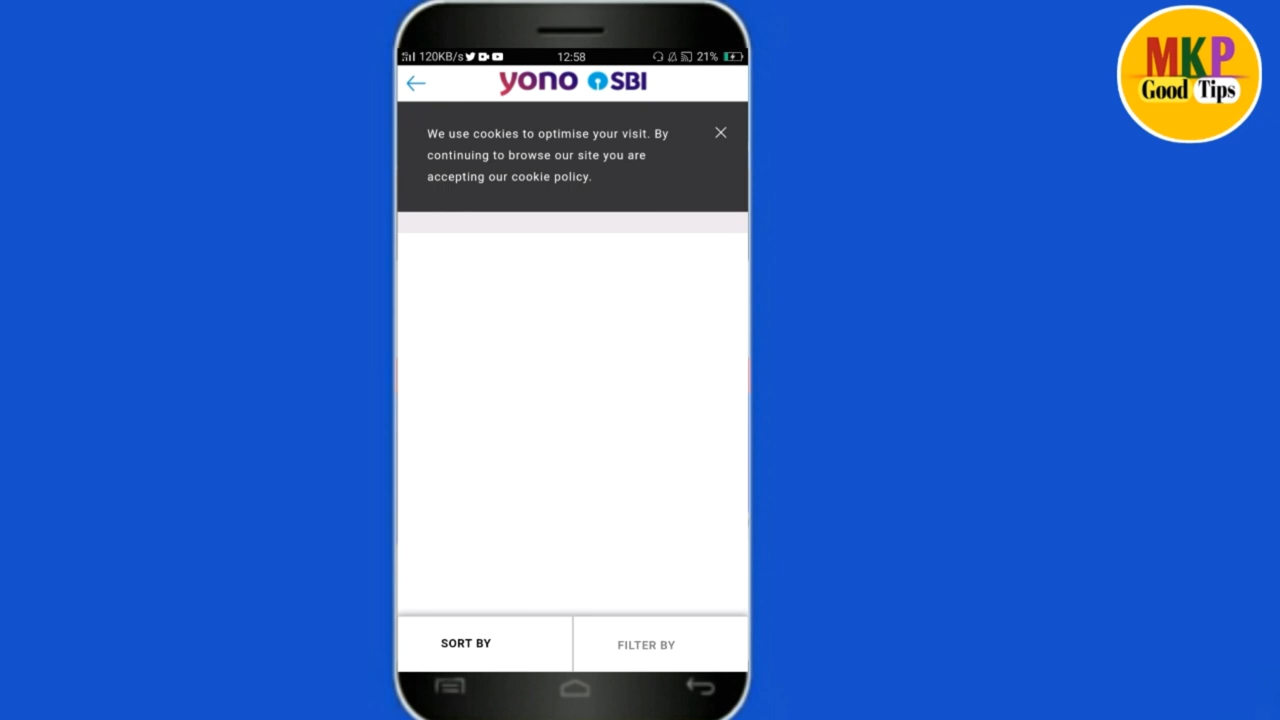 120KB/s 12:58 21%
yono SBI
We use cookies to optimise your visit. By
continuing to browse our site you are
accepting our cookie policy.
SORT BY
FILTER BY
MKP
Good Tips